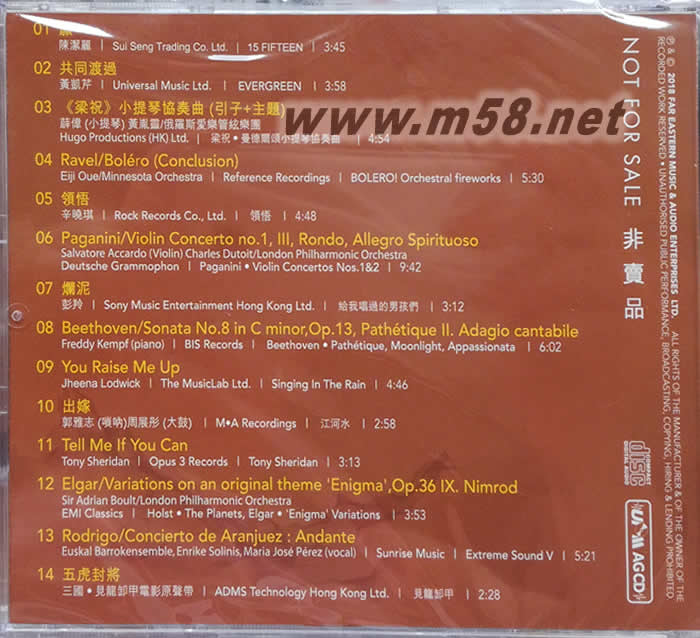 01 願
陳潔麗 | Sui Seng Trading Co. Ltd. | 15 FIFTEEN | 3:45
02 共同渡過
黃凱芹 | Universal Music Ltd. | EVERGREEN | 3:58
03 《梁祝》小提琴協奏曲 (引子+主題)
薛偉 (小提琴) 黃胤靈/俄羅斯愛樂管絃樂團
Hugo Productions (HK) Ltd. | 梁祝•曼德爾頌小提琴協奏曲 | 4:54
04 Ravel/Boléro (Conclusion)
Eiji Oue/Minnesota Orchestra | Reference Recordings | BOLERO! Orchestral fireworks | 5:30
05 領悟
辛曉琪 | Rock Records Co., Ltd. | 領悟 | 4:48
06 Paganini/Violin Concerto no.1, III, Rondo, Allegro Spirituoso
Salvatore Accardo (Violin) Charles Dutoit/London Philharmonic Orchestra
Deutsche Grammophon | Paganini • Violin Concertos Nos.1&2 | 9:42
07 爛泥
彭羚 | Sony Music Entertainment Hong Kong Ltd. | 給我唱過的男孩們 | 3:12
08 Beethoven/Sonata No.8 in C minor,Op.13, Pathétique II. Adagio cantabile
Freddy Kempf (piano) | BIS Records | Beethoven • Pathétique, Moonlight, Appassionata | 6:02
09 You Raise Me Up
Jheena Lodwick | The MusicLab Ltd. | Singing In The Rain | 4:46
10 出嫁
郭雅志 (嗩吶)周展彤 (大鼓) | M•A Recordings | 江河水 | 2:58
11 Tell Me If You Can
Tony Sheridan | Opus 3 Records | Tony Sheridan | 3:13
12 Elgar/Variations on an original theme 'Enigma',Op.36 IX. Nimrod
Sir Adrian Boult/London Philharmonic Orchestra
EMI Classics | Holst • The Planets, Elgar • 'Enigma' Variations | 3:53
13 Rodrigo/Concierto de Aranjuez : Andante
Euskal Barrokensemble, Enrike Solinis, Maria José Pérez (vocal) | Sunrise Music | Extreme Sound V | 5:21
14 五虎封將
三國•見龍卸甲電影原聲帶 | ADMS Technology Hong Kong Ltd. | 見龍卸甲 | 2:28
www.m58.net
NOT FOR SALE 非賣品
℗ & © 2018 FAR EASTERN MUSIC & AUDIO ENTERPRISES LTD. ALL RIGHTS OF THE MANUFACTURER & OF THE OWNER OF THE
RECORDED WORK RESERVED • UNAUTHORISED PUBLIC PERFORMANCE, BROADCASTING, COPYING, HIRING & LENDING PROHIBITED
COMPACT
disc
DIGITAL AUDIO
AGCD